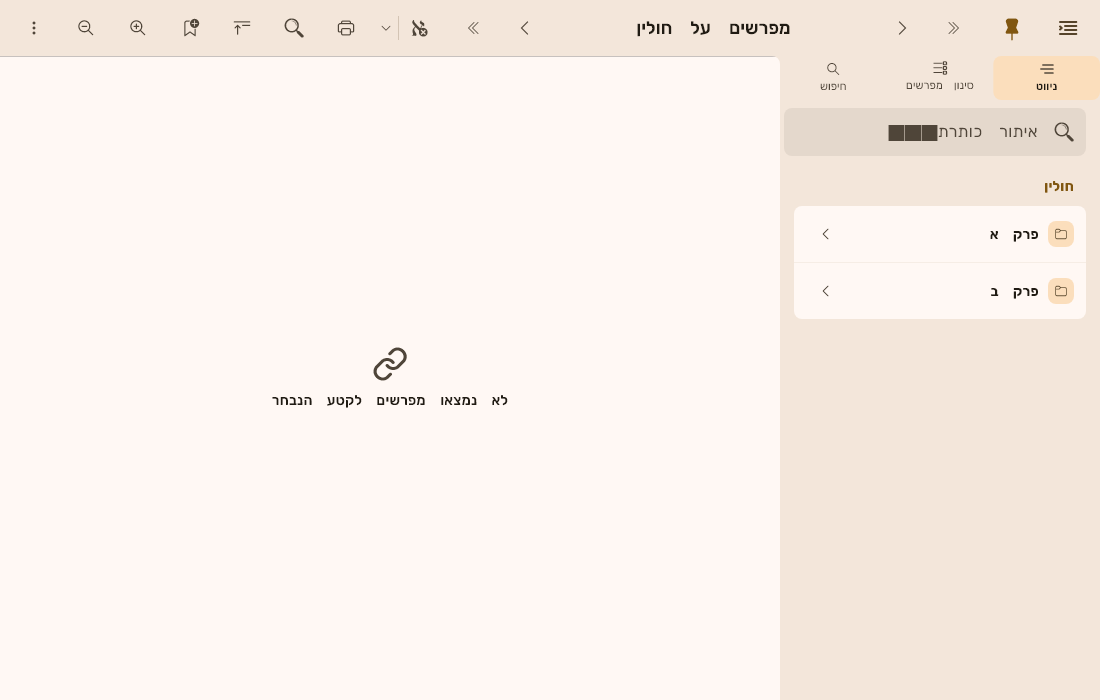 מפרשים על חולין
ניווט
סינון מפרשים
חיפוש
איתור כותרת
חולין
פרק א
פרק ב
לא נמצאו מפרשים לקטע הנבחר